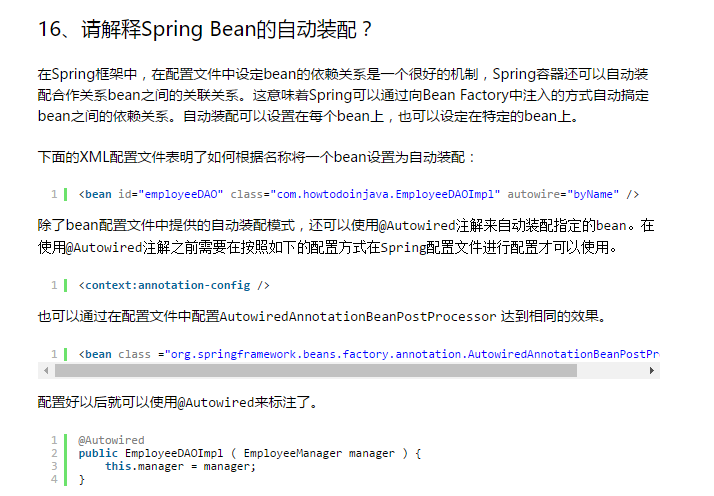 16、请解释Spring Bean的自动装配？
在Spring框架中，在配置文件中设定bean的依赖关系是一个很好的机制，Spring容器还可以自动装
配合作关系bean之间的关联关系。这意味着Spring可以通过向Bean Factory中注入的方式自动搞定
bean之间的依赖关系。自动装配可以设置在每个bean上，也可以设定在特定的bean上。
下面的XML配置文件表明了如何根据名称将一个bean设置为自动装配：
1 <bean id="employeeDAO" class="com.howtodoinjava.EmployeeDAOImpl" autowire="byName" />
除了bean配置文件中提供的自动装配模式，还可以使用@Autowired注解来自动装配指定的bean。在
使用@Autowired注解之前需要在按照如下的配置方式在Spring配置文件进行配置才可以使用。
1 <context:annotation-config />
也可以通过在配置文件中配置AutowiredAnnotationBeanPostProcessor 达到相同的效果。
1 <bean class ="org.springframework.beans.factory.annotation.AutowiredAnnotationBeanPostPr
配置好以后就可以使用@Autowired来标注了。
1 @Autowired
2 public EmployeeDAOImpl ( EmployeeManager manager ) {
3     this.manager = manager;
4 }